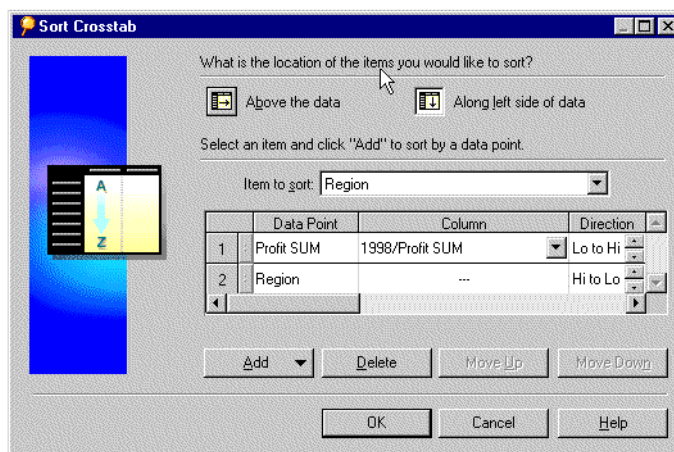 Sort Crosstab
What is the location of the items you would like to sort?
Above the data Along left side of data
Select an item and click "Add" to sort by a data point.
Item to sort: Region
Data Point Column Direction
1 Profit SUM 1998/Profit SUM Lo to Hi
2 Region --- Hi to Lo
Add Delete Move Up Move Down
OK Cancel Help
A
Z